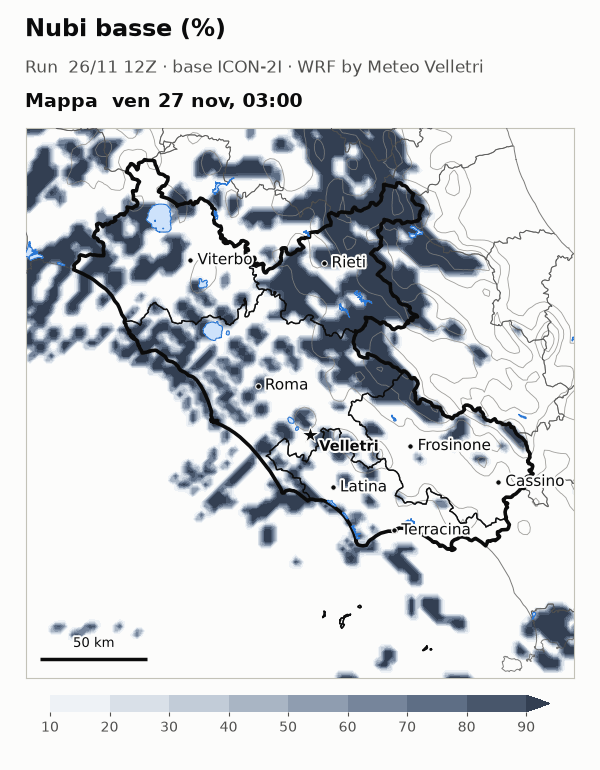 Nubi basse (%)
Run  26/11 12Z · base ICON-2I · WRF by Meteo Velletri
Mappa  ven 27 nov, 03:00
Viterbo
Rieti
Roma
Velletri
Frosinone
Cassino
Latina
Terracina
50 km
10 20 30 40 50 60 70 80 90